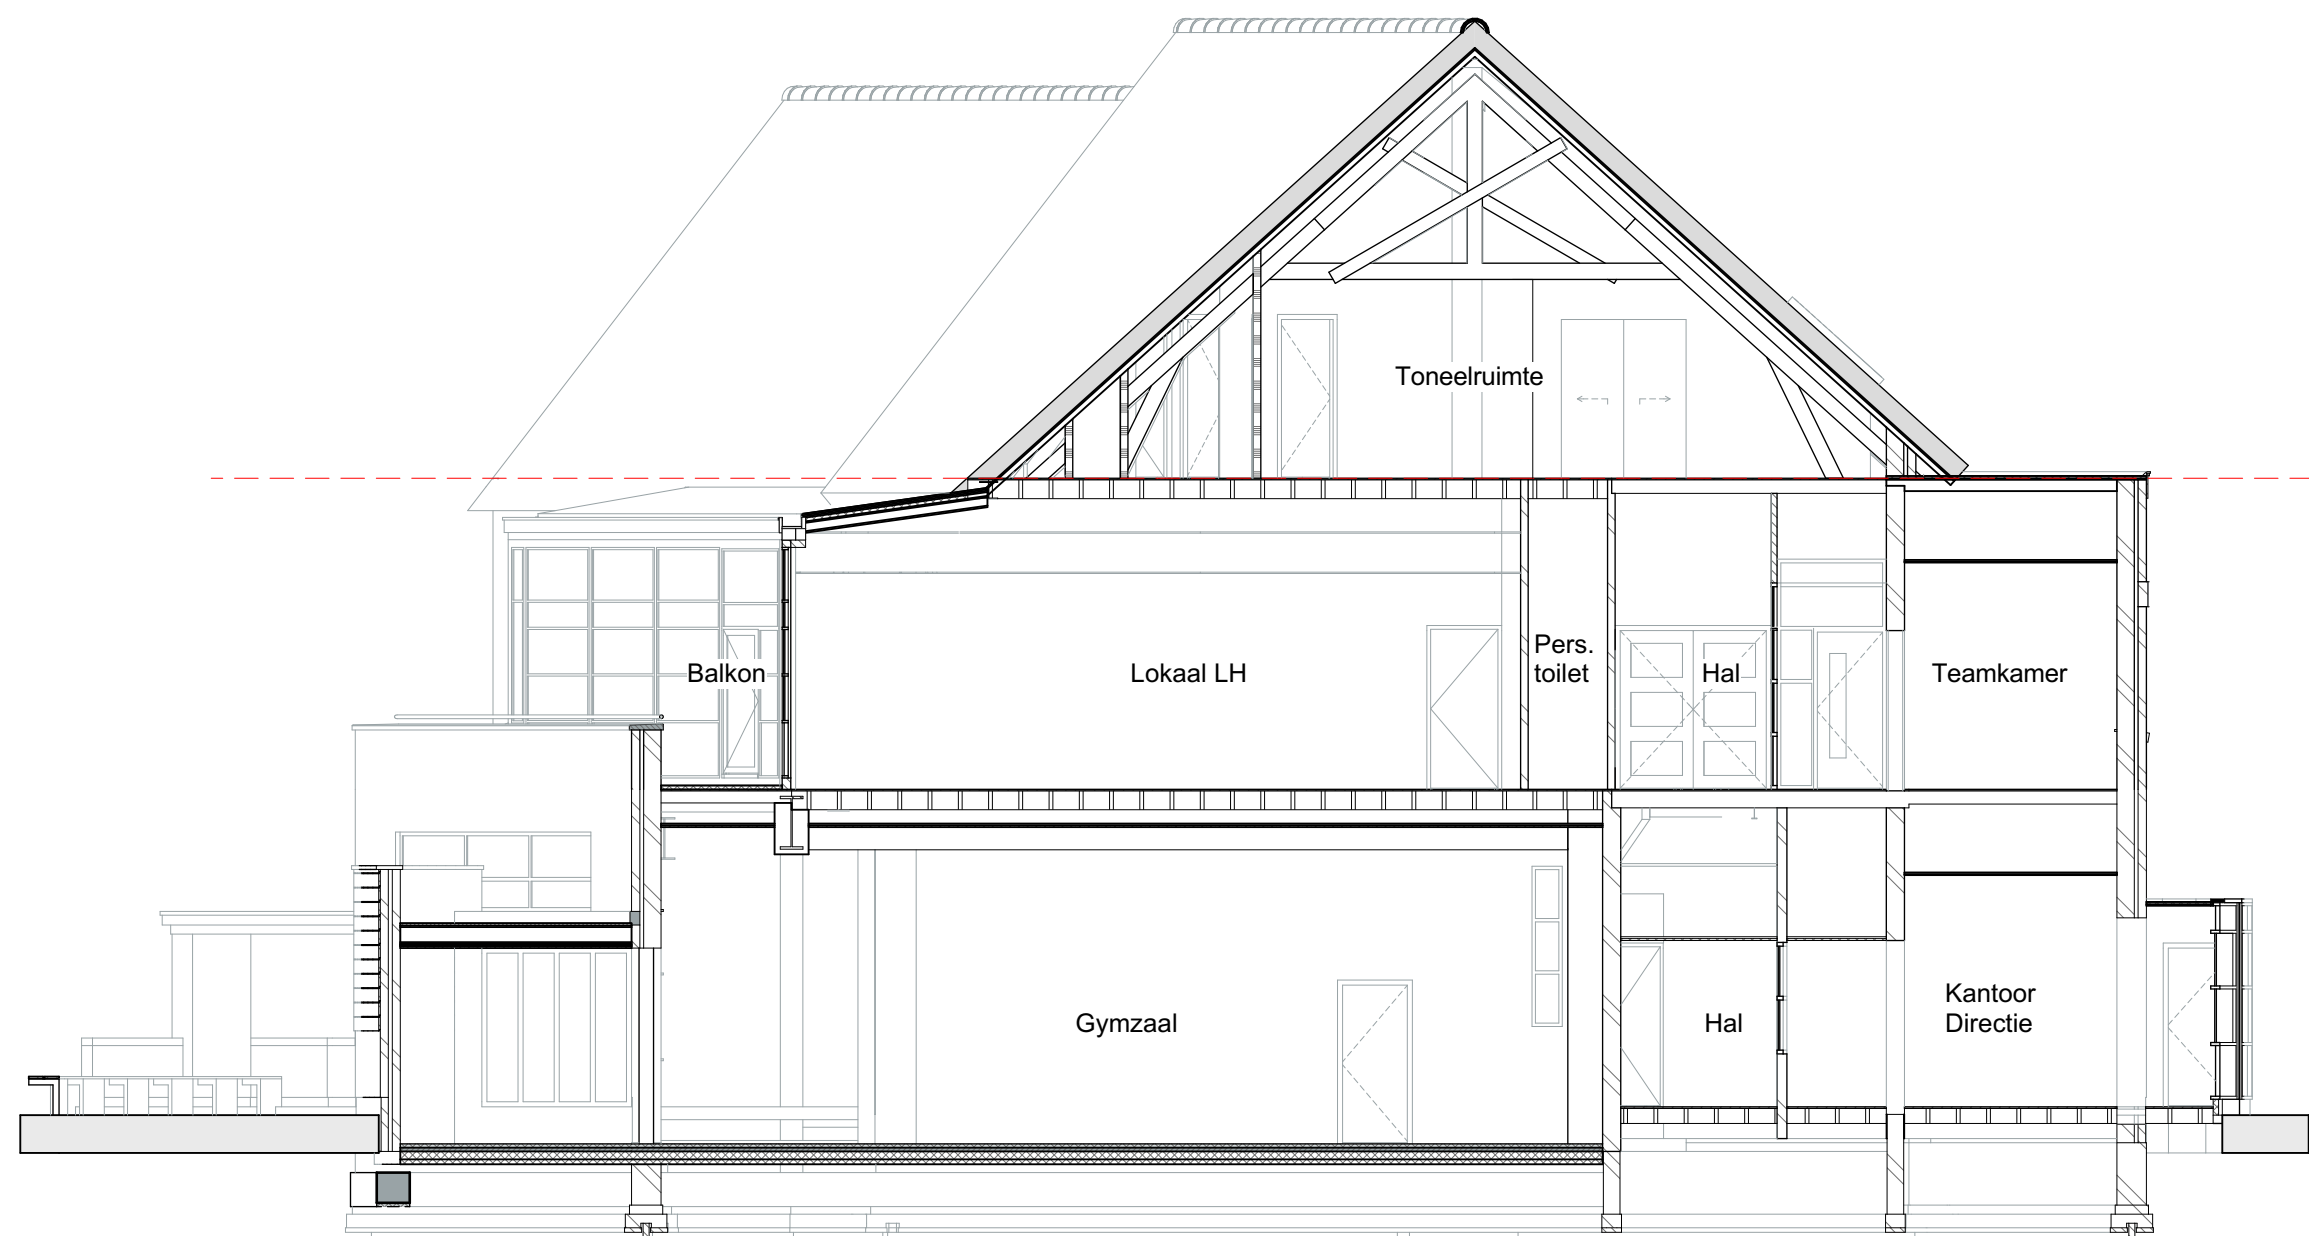 Toneelruimte
Balkon
Lokaal LH
Pers.
toilet
Hal
Teamkamer
Gymzaal
Hal
Kantoor
Directie